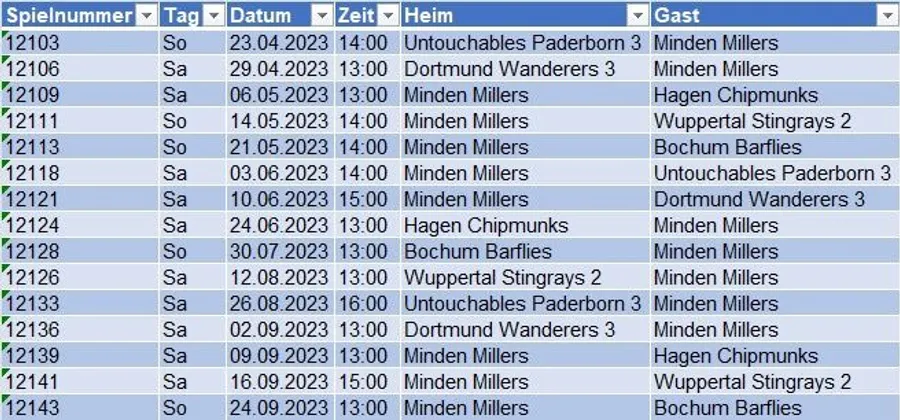 Spielnummer Tag Datum Zeit Heim Gast
12103 So 23.04.2023 14:00 Untouchables Paderborn 3 Minden Millers
12106 Sa 29.04.2023 13:00 Dortmund Wanderers 3 Minden Millers
12109 Sa 06.05.2023 13:00 Minden Millers Hagen Chipmunks
12111 So 14.05.2023 14:00 Minden Millers Wuppertal Stingrays 2
12113 So 21.05.2023 14:00 Minden Millers Bochum Barflies
12118 Sa 03.06.2023 14:00 Minden Millers Untouchables Paderborn 3
12121 Sa 10.06.2023 15:00 Minden Millers Dortmund Wanderers 3
12124 Sa 24.06.2023 13:00 Hagen Chipmunks Minden Millers
12128 So 30.07.2023 13:00 Bochum Barflies Minden Millers
12126 Sa 12.08.2023 13:00 Wuppertal Stingrays 2 Minden Millers
12133 Sa 26.08.2023 16:00 Untouchables Paderborn 3 Minden Millers
12136 Sa 02.09.2023 13:00 Dortmund Wanderers 3 Minden Millers
12139 Sa 09.09.2023 13:00 Minden Millers Hagen Chipmunks
12141 Sa 16.09.2023 15:00 Minden Millers Wuppertal Stingrays 2
12143 So 24.09.2023 13:00 Minden Millers Bochum Barflies